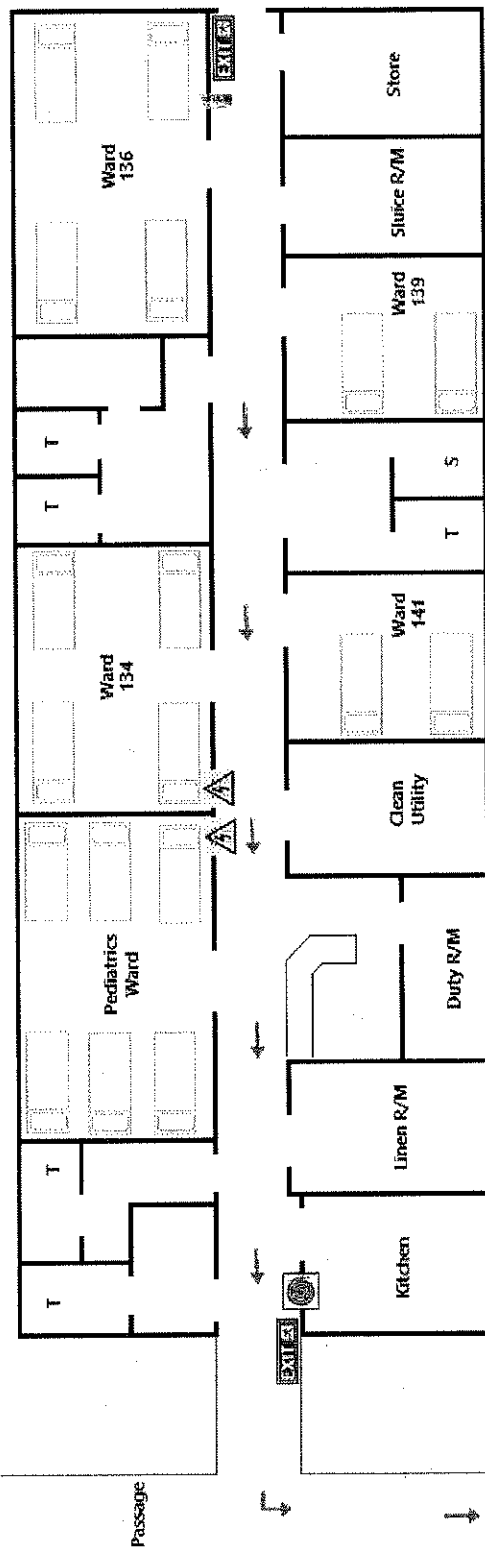 Passage
T
T
Pediatrics
Ward
Ward
134
T
T
Ward
136
EXIT
EXIT
Kitchen
Linen R/M
Duty R/M
Clean
Utility
Ward
141
T
S
Ward
139
Sluice R/M
Store